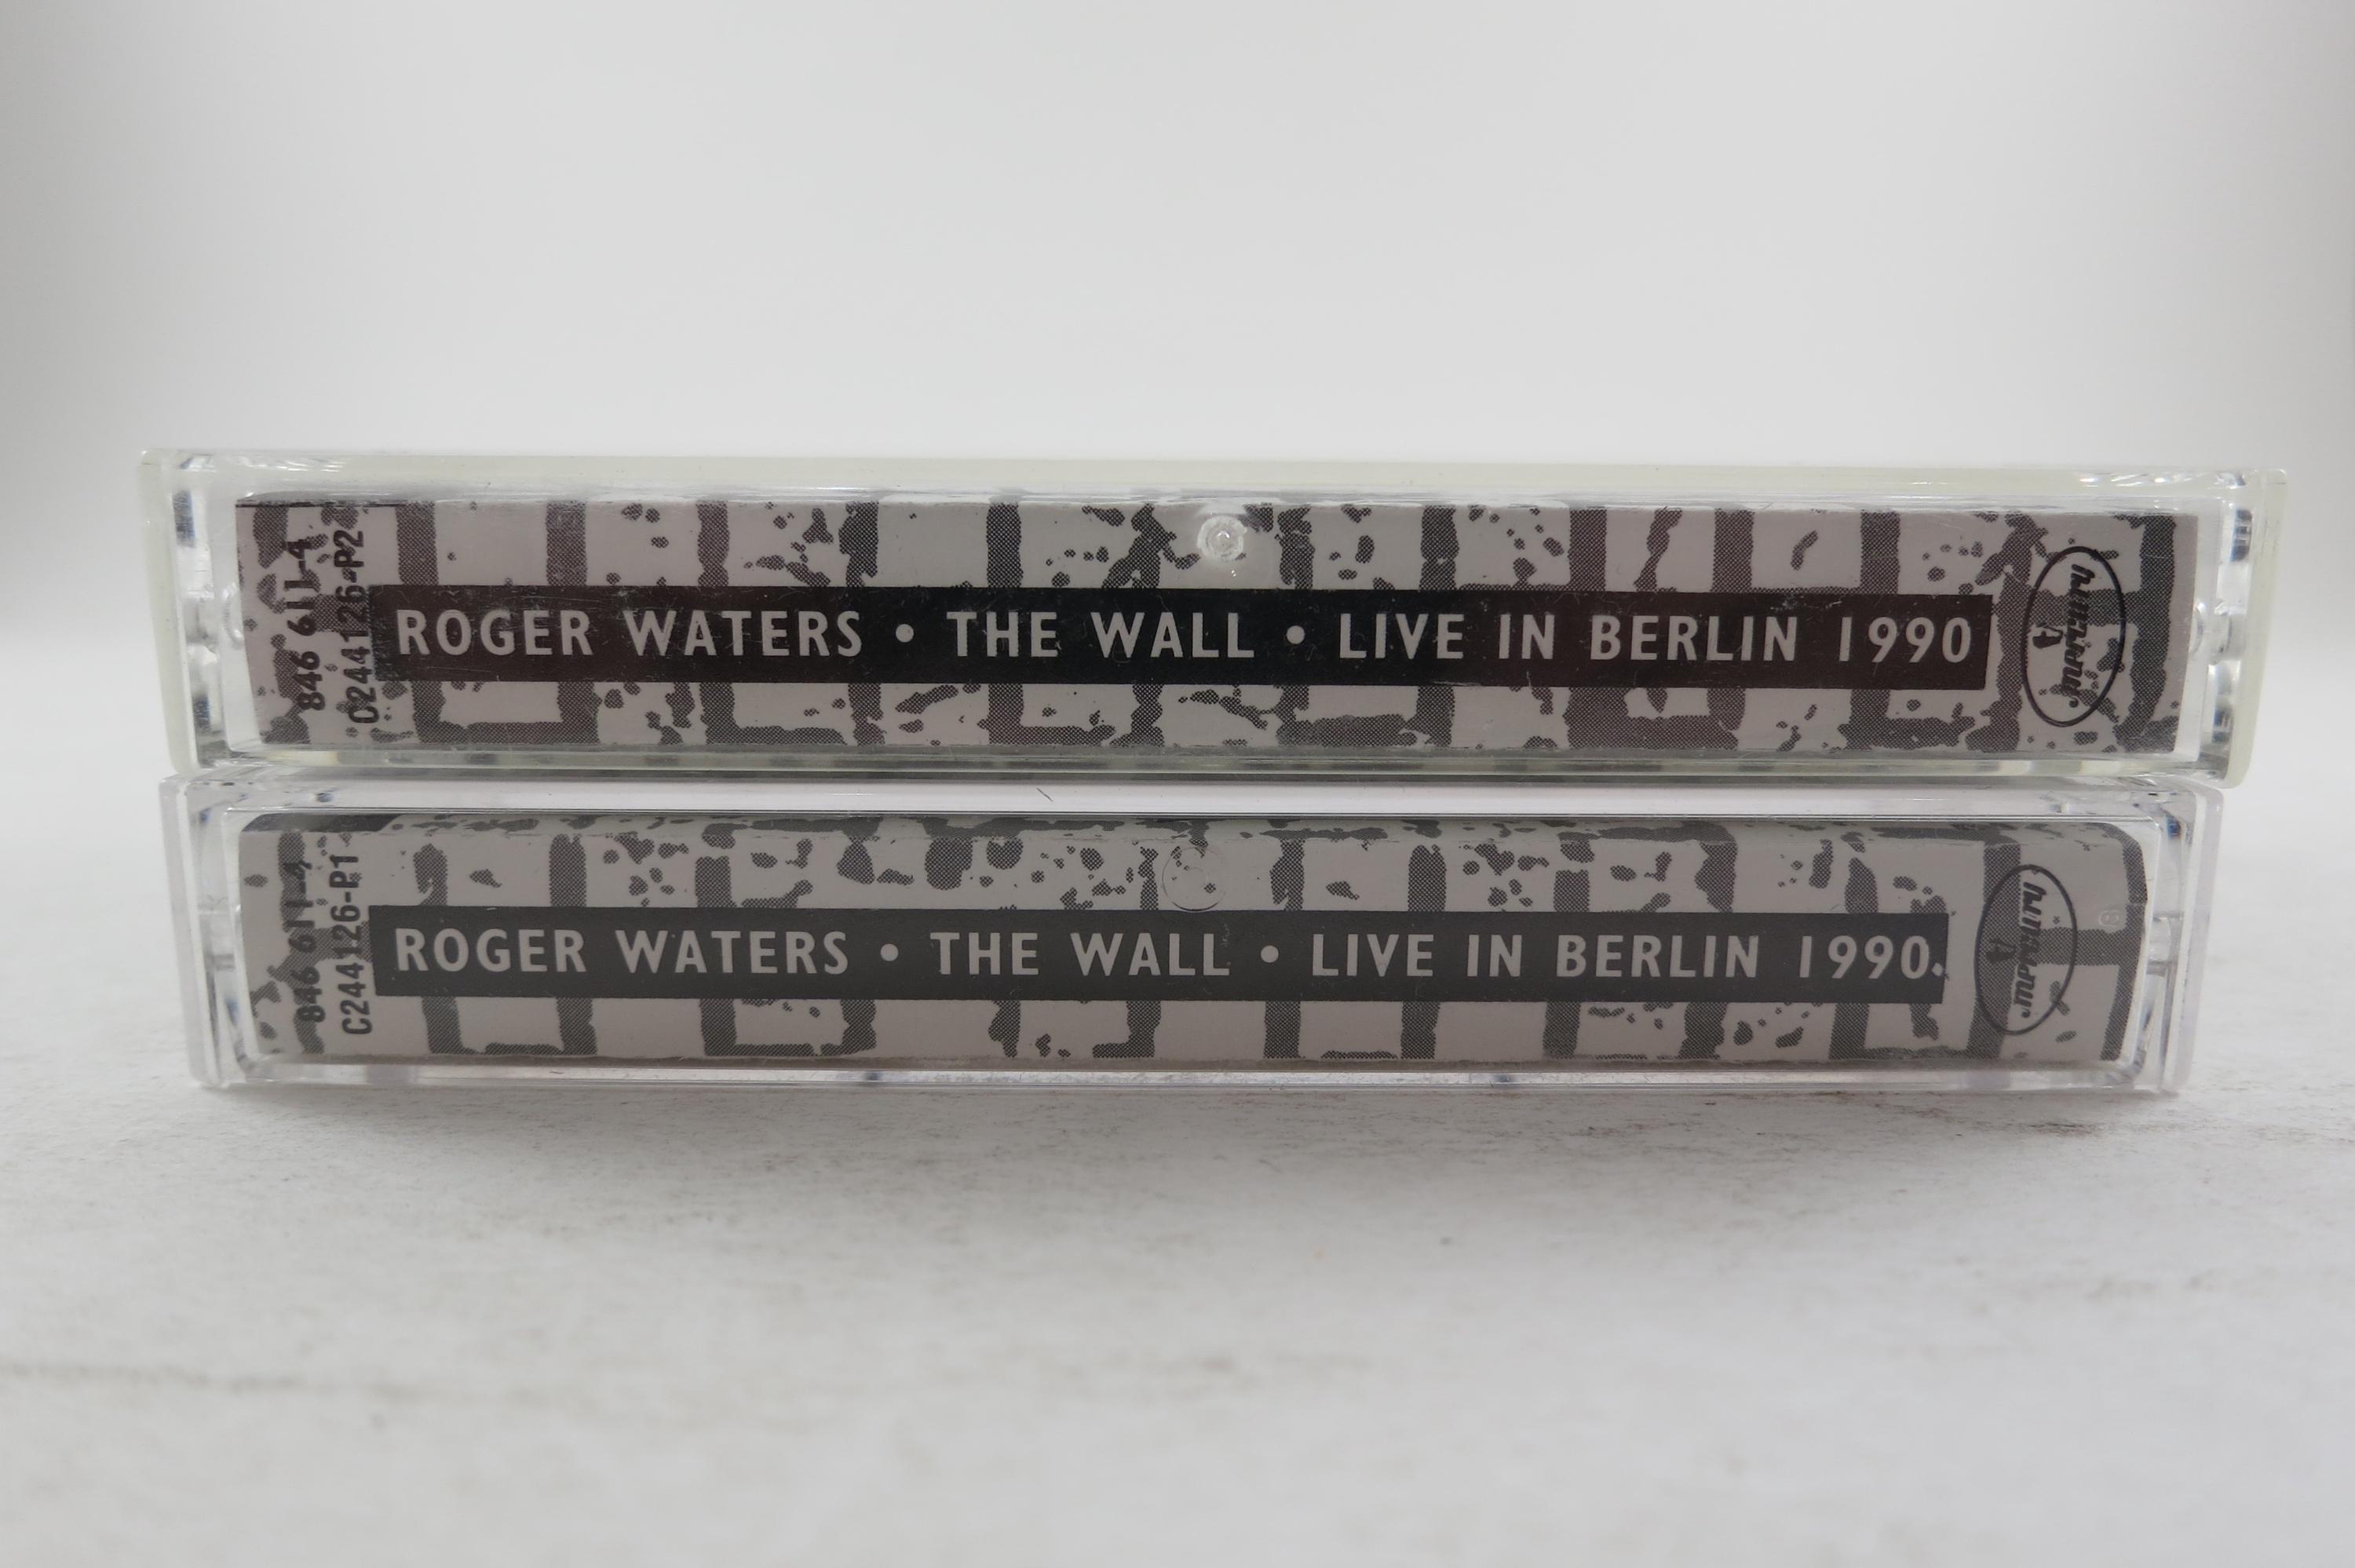 846 611-4
C244126-P2
ROGER WATERS • THE WALL • LIVE IN BERLIN 1990
mercury
846 611-4
C244126-P1
ROGER WATERS • THE WALL • LIVE IN BERLIN 1990
mercury